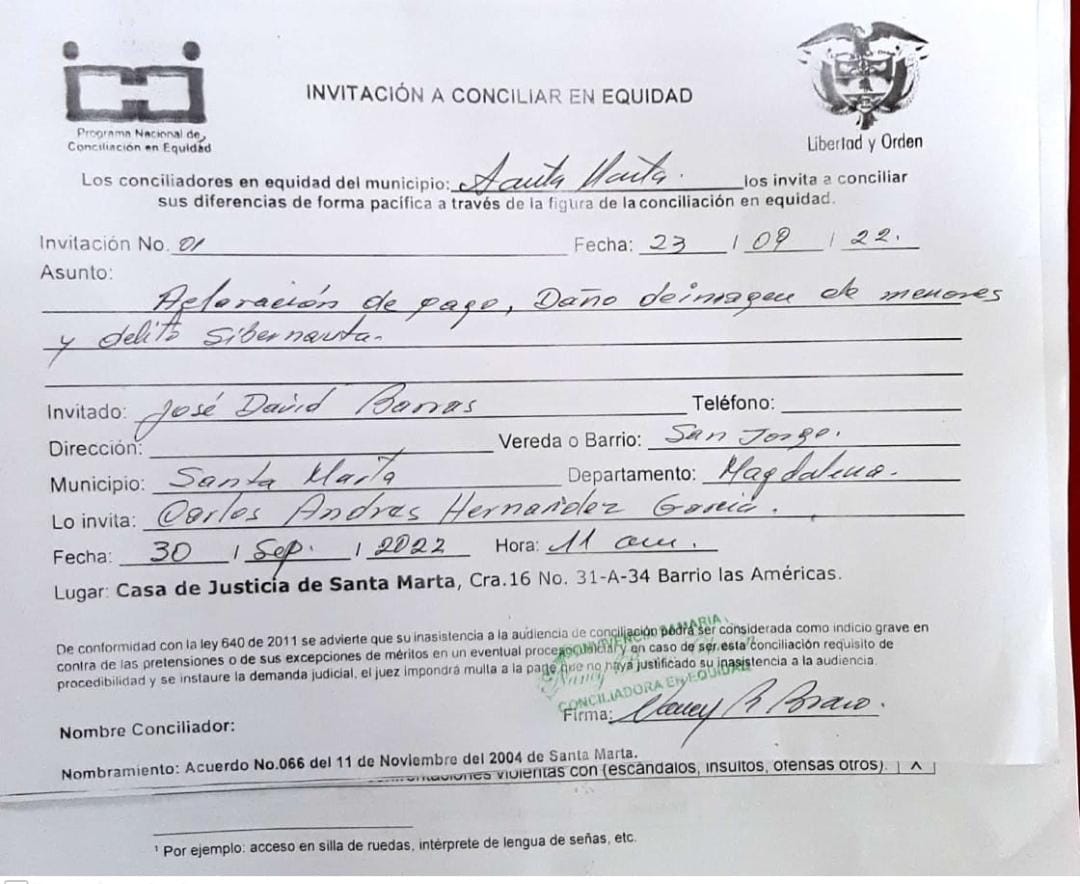 Programa Nacional de
Conciliación en Equidad
INVITACIÓN A CONCILIAR EN EQUIDAD
Libertad y Orden
Los conciliadores en equidad del municipio: Santa Marta. los invita a conciliar
sus diferencias de forma pacífica a través de la figura de la conciliación en equidad.
Invitación No. 01 Fecha: 23 / 09 / 22.
Asunto:
Aclaración de pago, Daño de imagen de menores
y delito Sibernauta.
Invitado: José David Barras Teléfono:
Dirección: Vereda o Barrio: San Jorge.
Municipio: Santa Marta Departamento: Magdalena.
Lo invita: Carlos Andres Hernandez Garcia.
Fecha: 30 / Sep. / 2022 Hora: 11 am.
Lugar: Casa de Justicia de Santa Marta, Cra.16 No. 31-A-34 Barrio las Américas.
De conformidad con la ley 640 de 2011 se advierte que su inasistencia a la audiencia de conciliación podrá ser considerada como indicio grave en
contra de las pretensiones o de sus excepciones de méritos en un eventual proceso judicial y en caso de ser esta conciliación requisito de
procedibilidad y se instaure la demanda judicial, el juez impondrá multa a la parte que no haya justificado su inasistencia a la audiencia.
CONCILIADORA EN EQUIDAD
Firma: Nancy R Bravo.
Nombre Conciliador:
Nombramiento: Acuerdo No.066 del 11 de Noviembre del 2004 de Santa Marta.
violentas con (escándalos, insultos, ofensas otros). | ^
¹ Por ejemplo: acceso en silla de ruedas, intérprete de lengua de señas, etc.